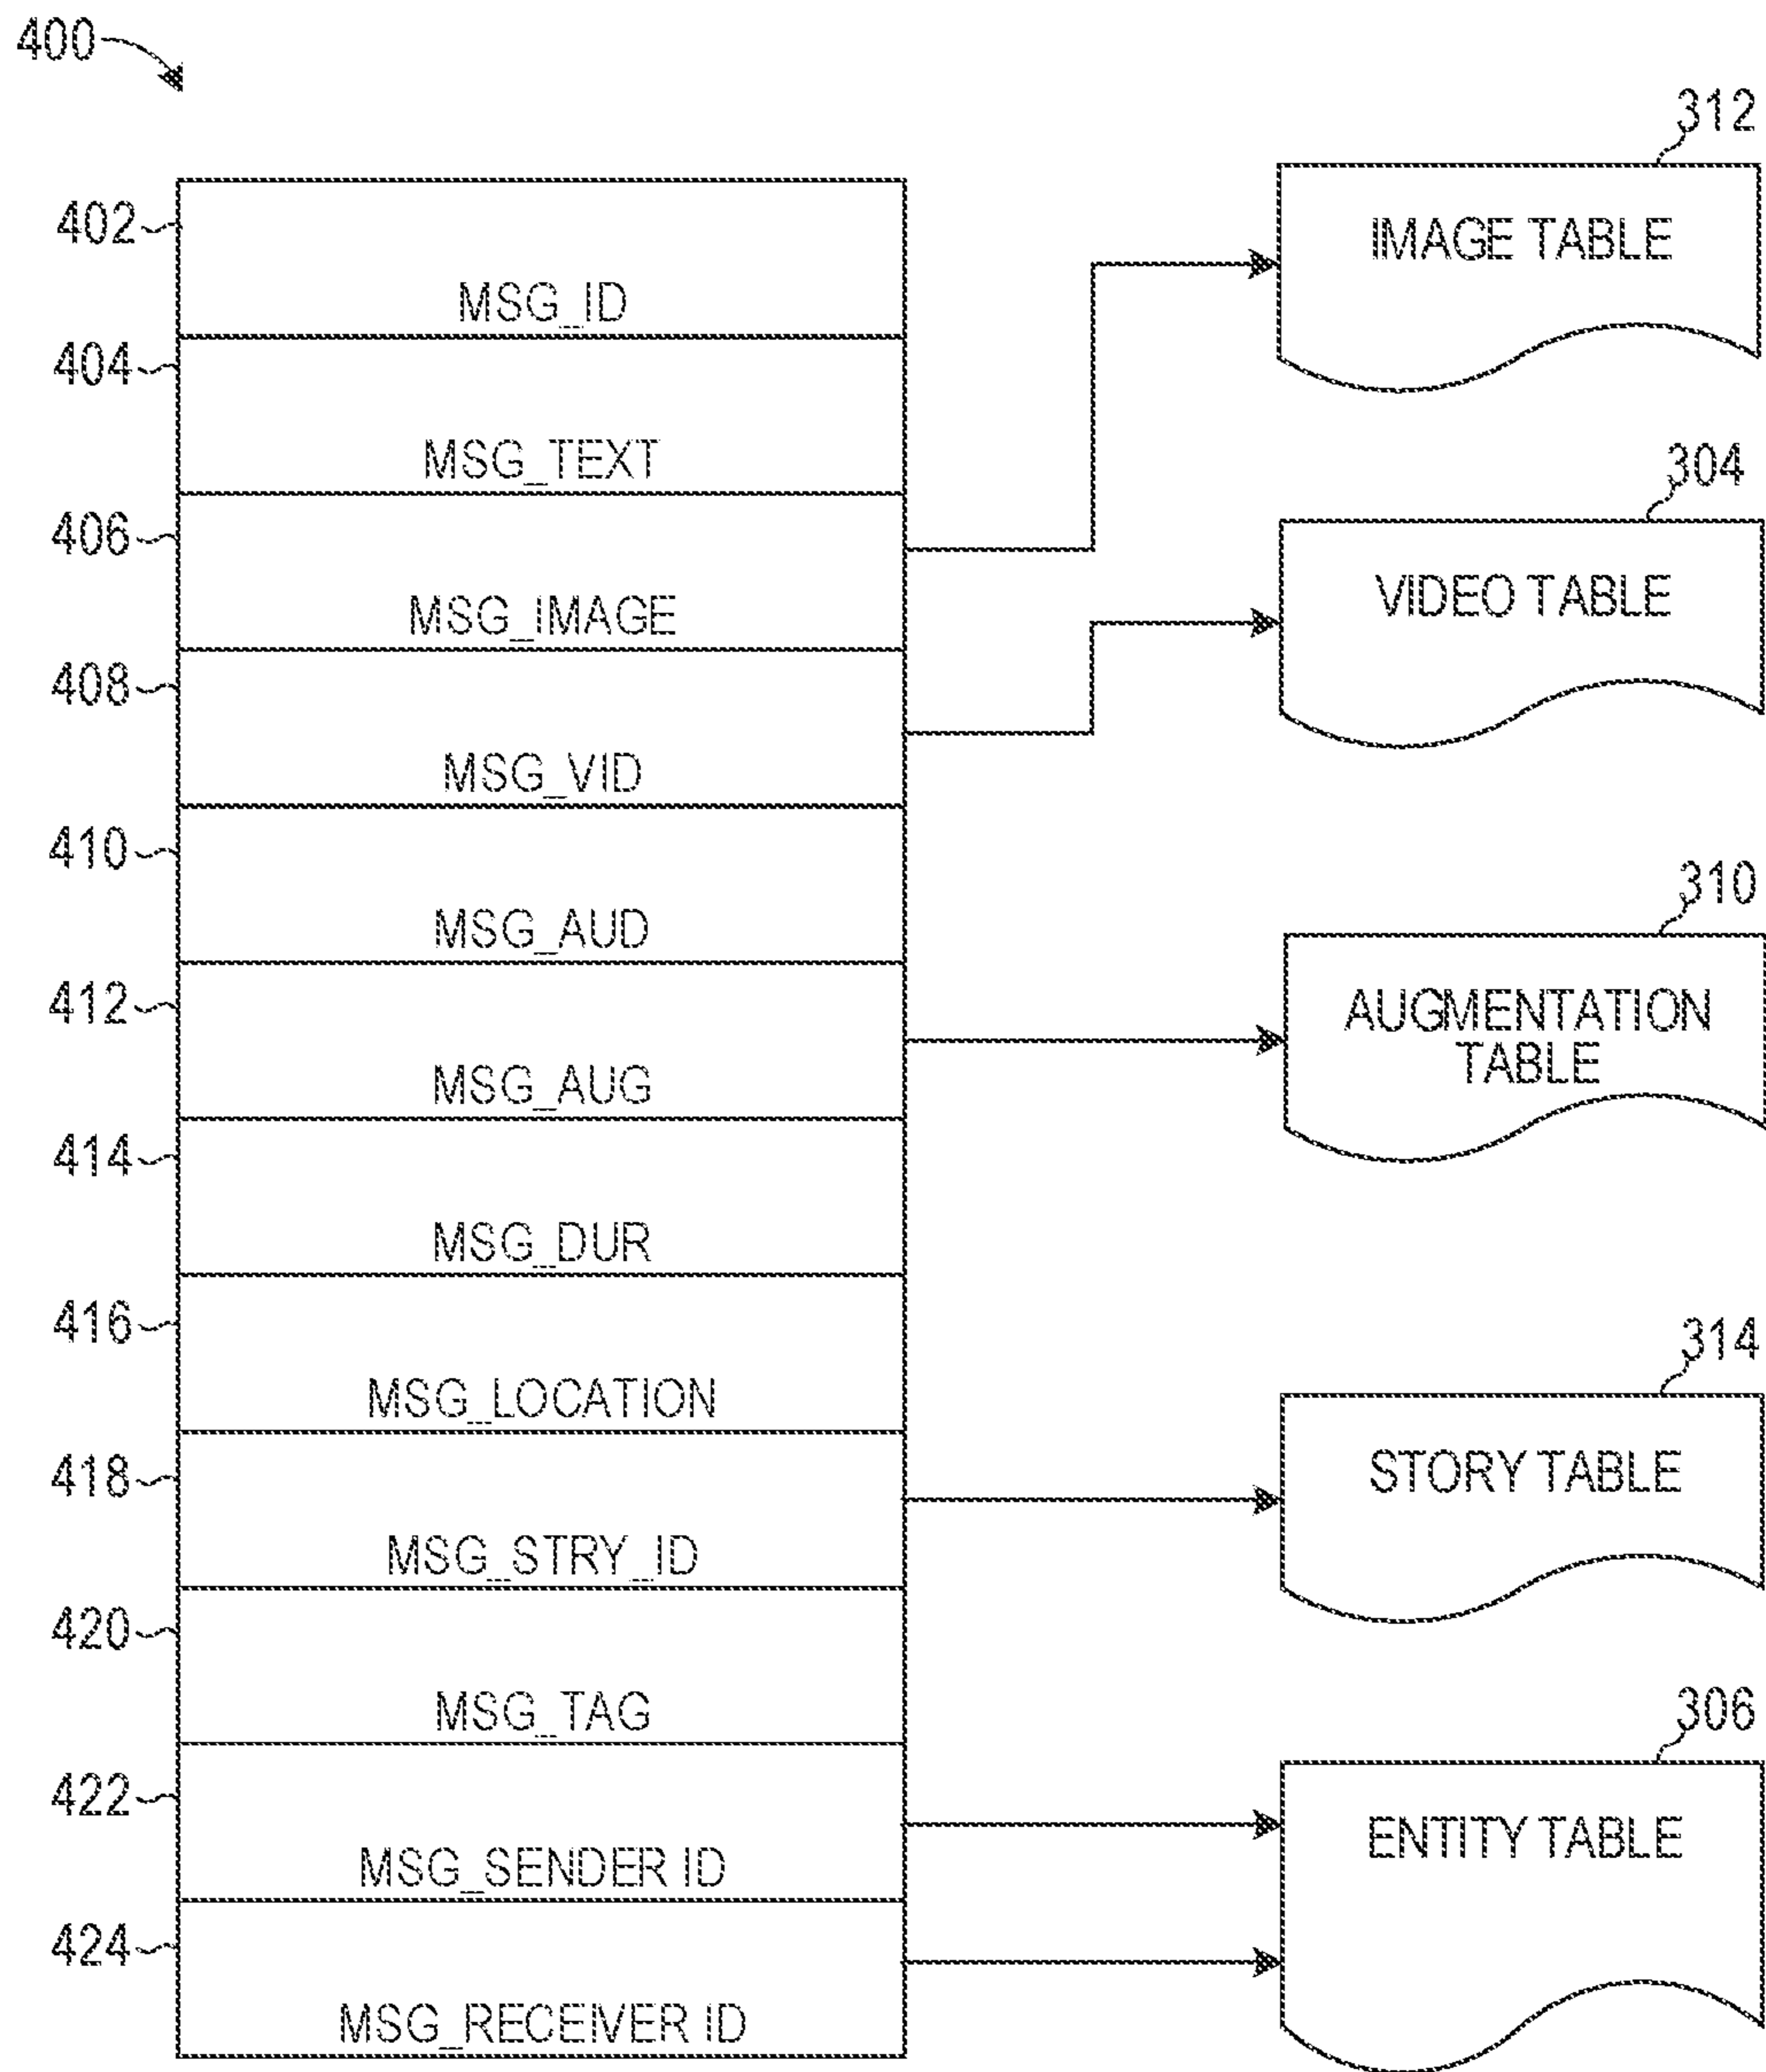 400
312
402
IMAGE TABLE
MSG_ID
404
MSG_TEXT
304
406
VIDEO TABLE
MSG_IMAGE
408
MSG_VID
410
310
MSG_AUD
412
AUGMENTATION
TABLE
MSG_AUG
414
MSG_DUR
416
314
MSG_LOCATION
418
STORY TABLE
MSG_STRY_ID
420
MSG_TAG
306
422
ENTITY TABLE
MSG_SENDER ID
424
MSG_RECEIVER ID